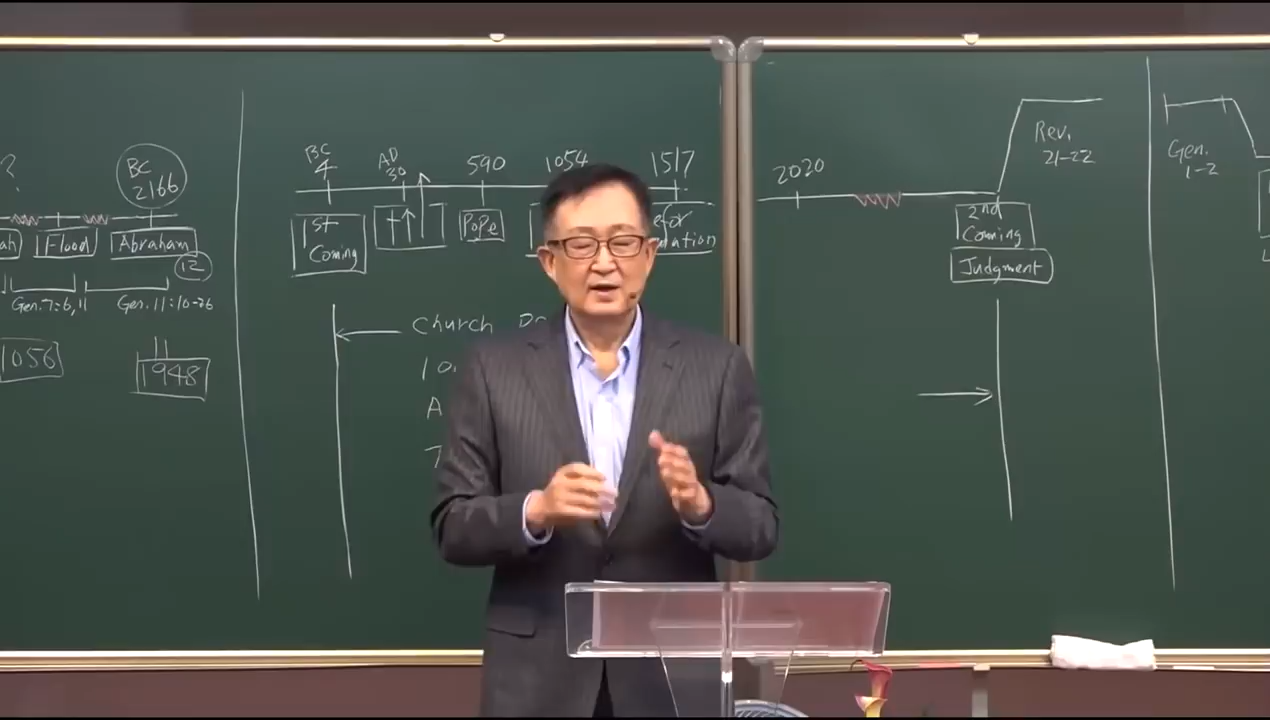 ?
BC
2166
Flood
Abraham
12
Gen. 7:6, 11
Gen. 11:10-26
1056
1948
BC
4
AD
30
590
1054
1517
1st
Coming
PoPe
Church
2020
2nd
Coming
Judgment
Rev.
21-22
Gen.
1-2